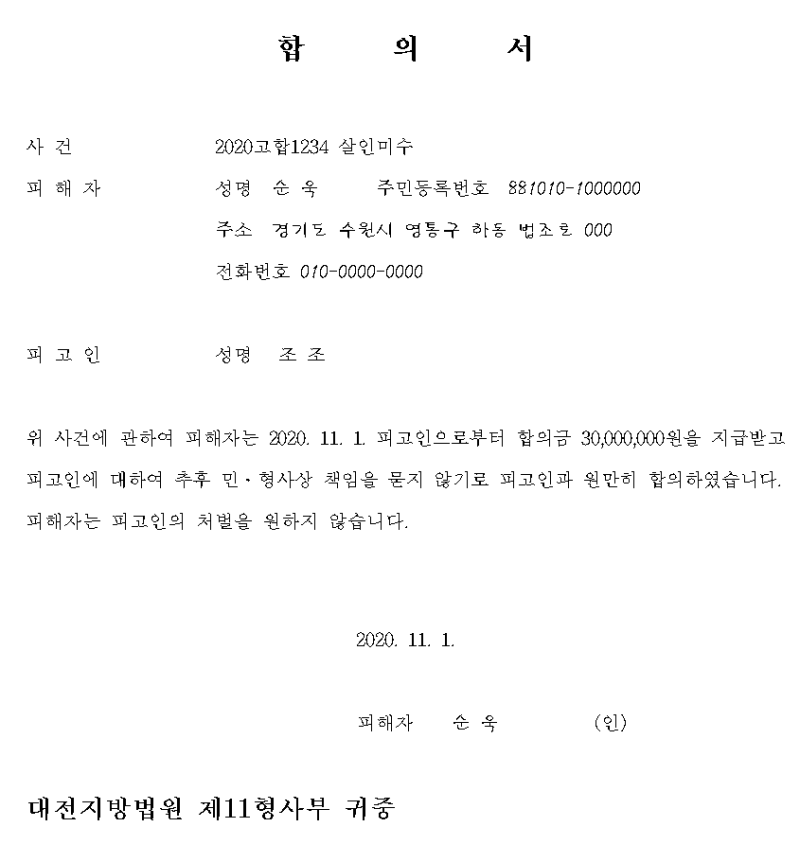 합 의 서
사 건 2020고합1234 살인미수
피 해 자 성명 순 욱 주민등록번호 881010-1000000
주소 경기도 수원시 영통구 하동 법조로 000
전화번호 010-0000-0000
피 고 인 성명 조 조
위 사건에 관하여 피해자는 2020. 11. 1. 피고인으로부터 합의금 30,000,000원을 지급받고
피고인에 대하여 추후 민·형사상 책임을 묻지 않기로 피고인과 원만히 합의하였습니다.
피해자는 피고인의 처벌을 원하지 않습니다.
2020. 11. 1.
피해자 순 욱 (인)
대전지방법원 제11형사부 귀중